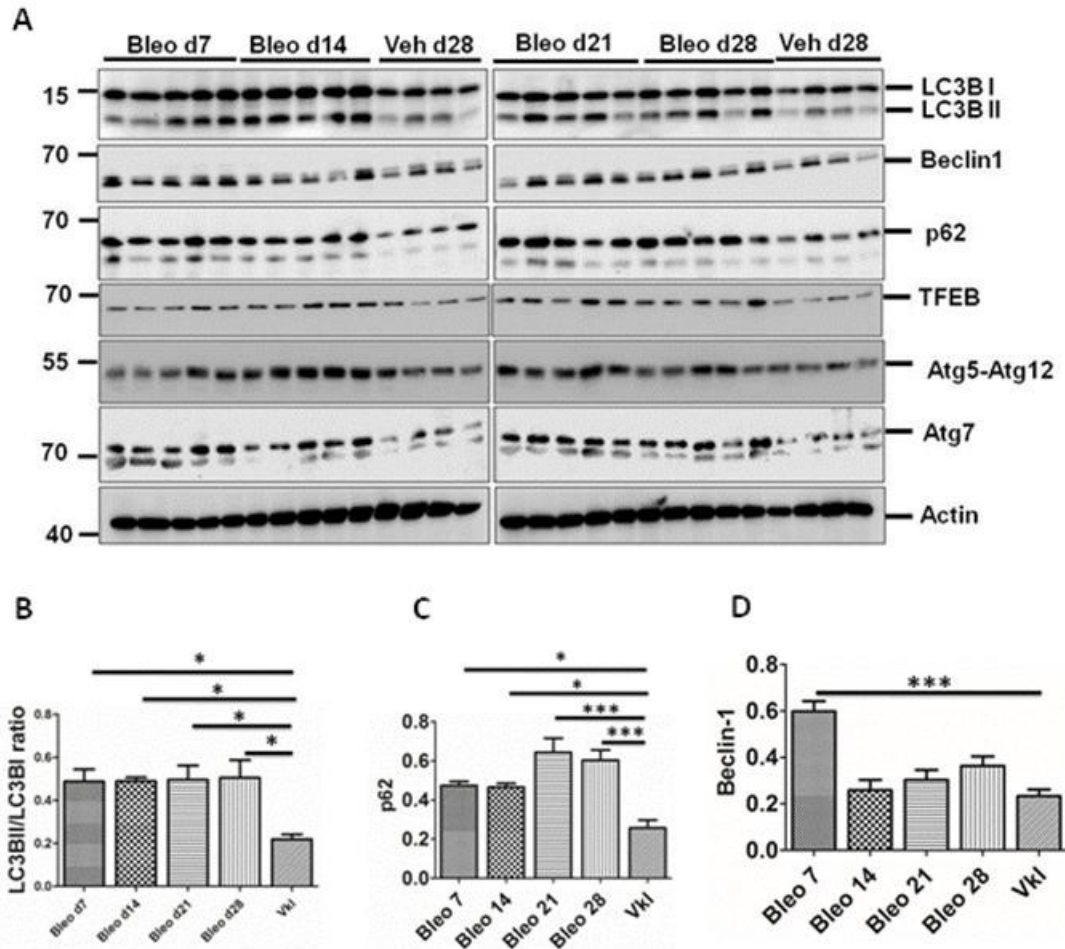 A
Bleo d7 Bleo d14 Veh d28 Bleo d21 Bleo d28 Veh d28
15 LC3B I
LC3B II
70 Beclin1
70 p62
70 TFEB
55 Atg5-Atg12
70 Atg7
40 Actin
B
*
*
*
*
LC3BII/LC3BI ratio
0.8
0.6
0.4
0.2
0.0
Bleo d7 Bleo d14 Bleo d21 Bleo d28 Vkl
C
*
*
***
***
p62
0.8
0.6
0.4
0.2
0.0
Bleo 7 Bleo 14 Bleo 21 Bleo 28 Vkl
D
***
Beclin-1
0.8
0.6
0.4
0.2
0.0
Bleo 7 Bleo 14 Bleo 21 Bleo 28 Vkl